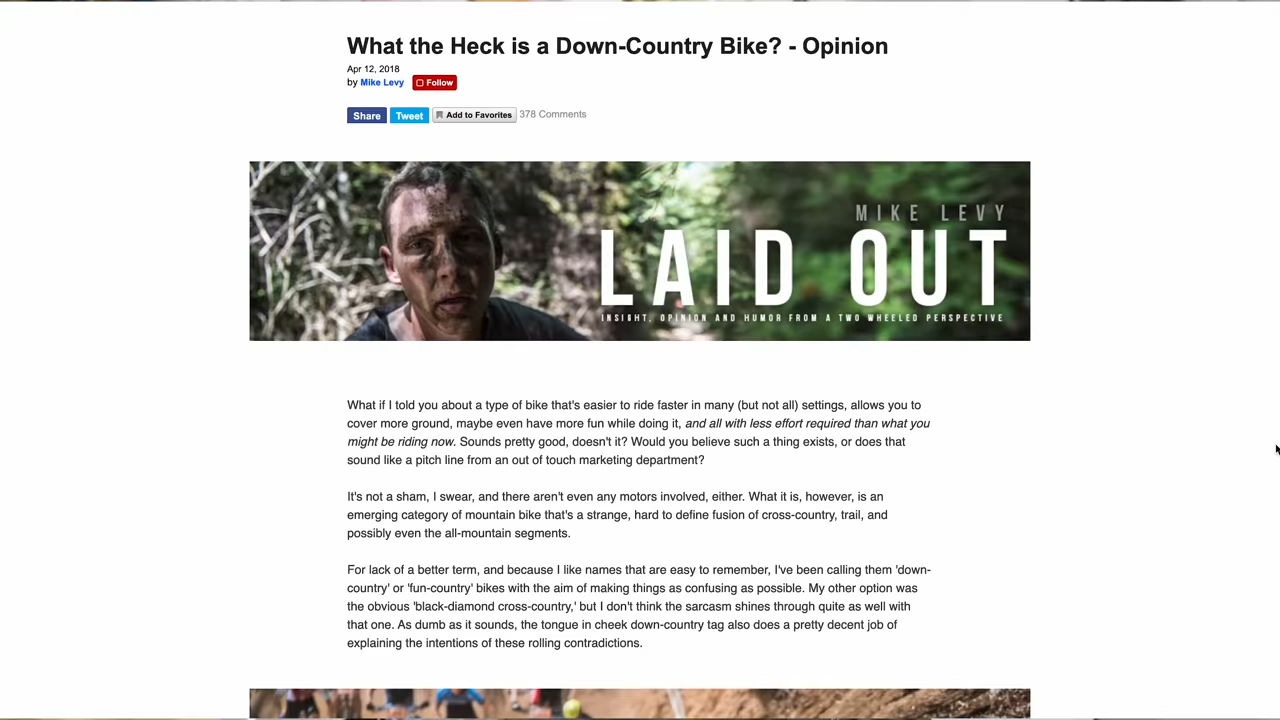 What the Heck is a Down-Country Bike? - Opinion
Apr 12, 2018
by Mike Levy Follow
Share Tweet Add to Favorites 378 Comments
MIKE LEVY
LAID OUT
INSIGHT, OPINION AND HUMOR FROM A TWO WHEELED PERSPECTIVE
What if I told you about a type of bike that's easier to ride faster in many (but not all) settings, allows you to
cover more ground, maybe even have more fun while doing it, and all with less effort required than what you
might be riding now. Sounds pretty good, doesn't it? Would you believe such a thing exists, or does that
sound like a pitch line from an out of touch marketing department?
It's not a sham, I swear, and there aren't even any motors involved, either. What it is, however, is an
emerging category of mountain bike that's a strange, hard to define fusion of cross-country, trail, and
possibly even the all-mountain segments.
For lack of a better term, and because I like names that are easy to remember, I've been calling them 'down-
country' or 'fun-country' bikes with the aim of making things as confusing as possible. My other option was
the obvious 'black-diamond cross-country,' but I don't think the sarcasm shines through quite as well with
that one. As dumb as it sounds, the tongue in cheek down-country tag also does a pretty decent job of
explaining the intentions of these rolling contradictions.